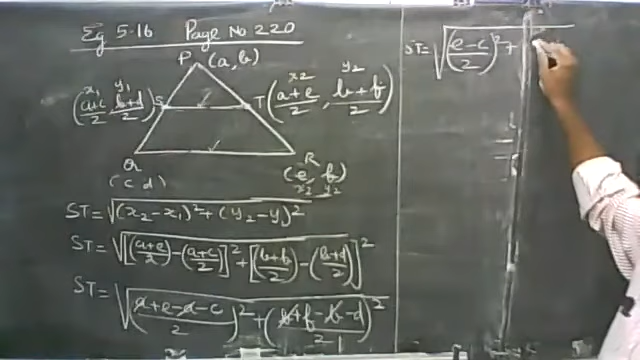 Eg 5.16 Page No 220
P (a, b)
x1 y1
(a+c/2, b+d/2) S
x2 y2
T (a+e/2, b+f/2)
Q
(c d)
R
(e, f)
x2 y2
ST = √(x2 - x1)² + (y2 - y1)²
ST = √[(a+e/2) - (a+c/2)]² + [(b+f/2) - (b+d/2)]²
ST = √(a+e-a-c/2)² + (b+f-b-d/2)²
ST = √(e-c/2)² +